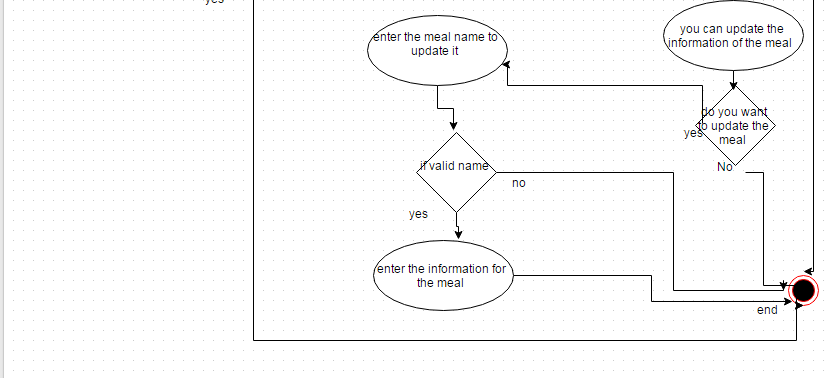 yes
enter the meal name to
update it
you can update the
information of the meal
do you want
to update the
meal
yes
No
if valid name
no
yes
enter the information for
the meal
end